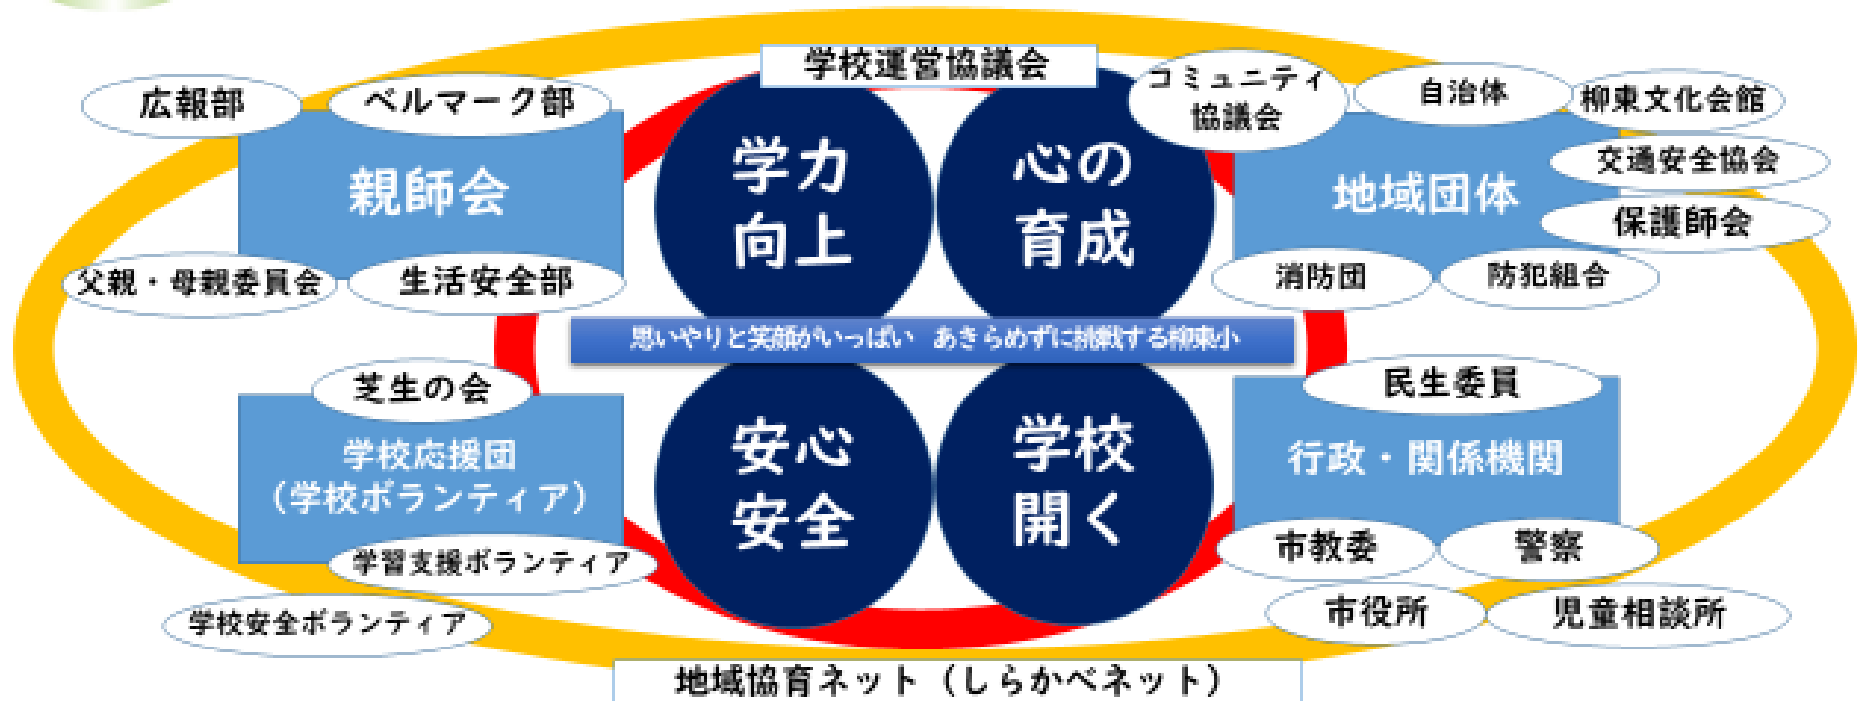 学校運営協議会
広報部
ベルマーク部
親師会
父親・母親委員会
生活安全部
学力
向上
心の
育成
コミュニティ
協議会
自治体
柳東文化会館
交通安全協会
地域団体
保護師会
消防団
防犯組合
思いやりと笑顔がいっぱい あきらめずに挑戦する柳東小
芝生の会
学校応援団
（学校ボランティア）
学習支援ボランティア
学校安全ボランティア
安心
安全
学校
開く
民生委員
行政・関係機関
市教委
警察
市役所
児童相談所
地域協育ネット（しらかべネット）